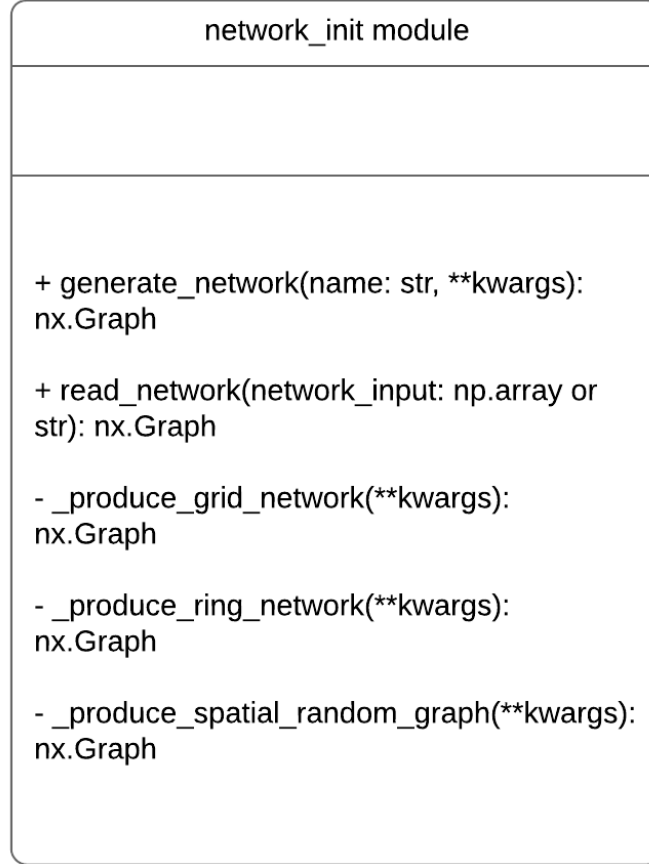 network_init module
+ generate_network(name: str, **kwargs):
nx.Graph
+ read_network(network_input: np.array or
str): nx.Graph
- _produce_grid_network(**kwargs):
nx.Graph
- _produce_ring_network(**kwargs):
nx.Graph
- _produce_spatial_random_graph(**kwargs):
nx.Graph